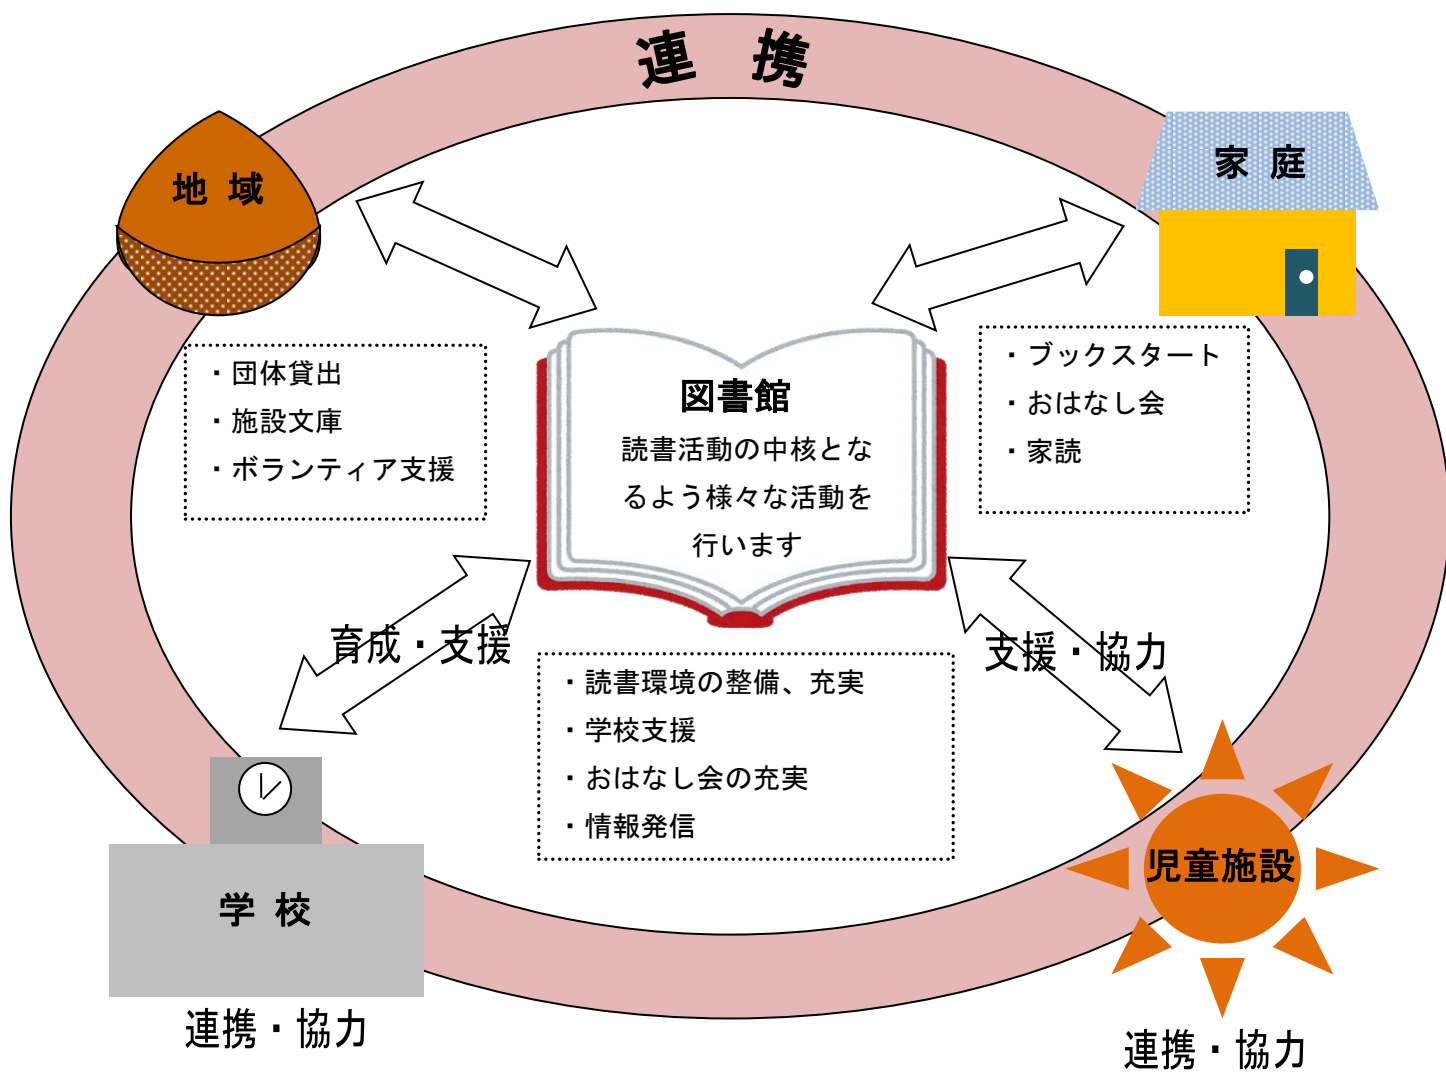 連　携
地 域
家 庭
・団体貸出
・施設文庫
・ボランティア支援
図書館
読書活動の中核とな
るよう様々な活動を
行います
・ブックスタート
・おはなし会
・家読
育成・支援
支援・協力
・読書環境の整備、充実
・学校支援
・おはなし会の充実
・情報発信
学 校
連携・協力
児童施設
連携・協力